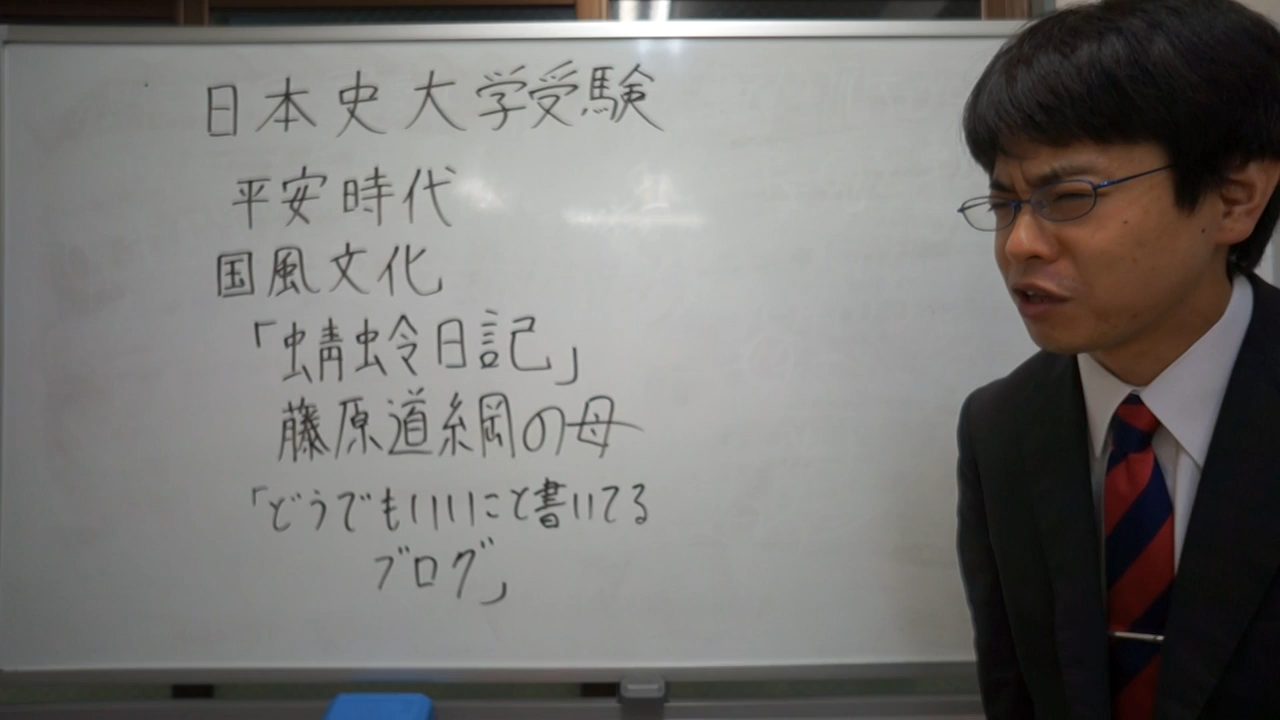 日本史大学受験
平安時代
国風文化
「蜻蛉日記」
藤原道綱の母
「どうでもいいこと書いてる
ブログ」